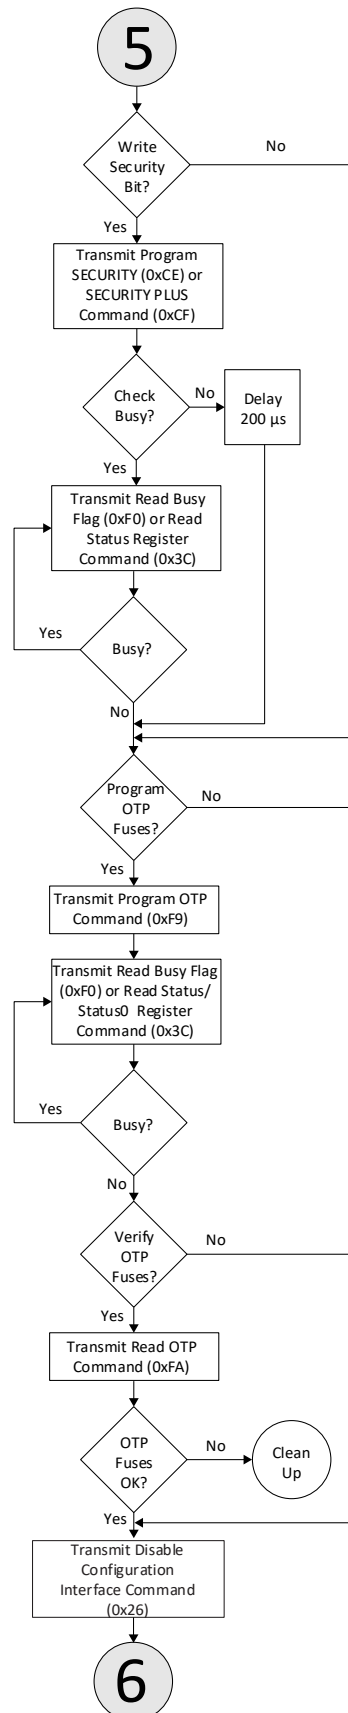 5
Write
Security
Bit?
No
Yes
Transmit Program
SECURITY (0xCE) or
SECURITY PLUS
Command (0xCF)
Check
Busy?
No
Delay
200 µs
Yes
Transmit Read Busy
Flag (0xF0) or Read
Status Register
Command (0x3C)
Yes
Busy?
No
Program
OTP
Fuses?
No
Yes
Transmit Program OTP
Command (0xF9)
Transmit Read Busy Flag
(0xF0) or Read Status/
Status0 Register
Command (0x3C)
Yes
Busy?
No
Verify
OTP
Fuses?
No
Yes
Transmit Read OTP
Command (0xFA)
OTP
Fuses
OK?
No
Clean
Up
Yes
Transmit Disable
Configuration
Interface Command
(0x26)
6